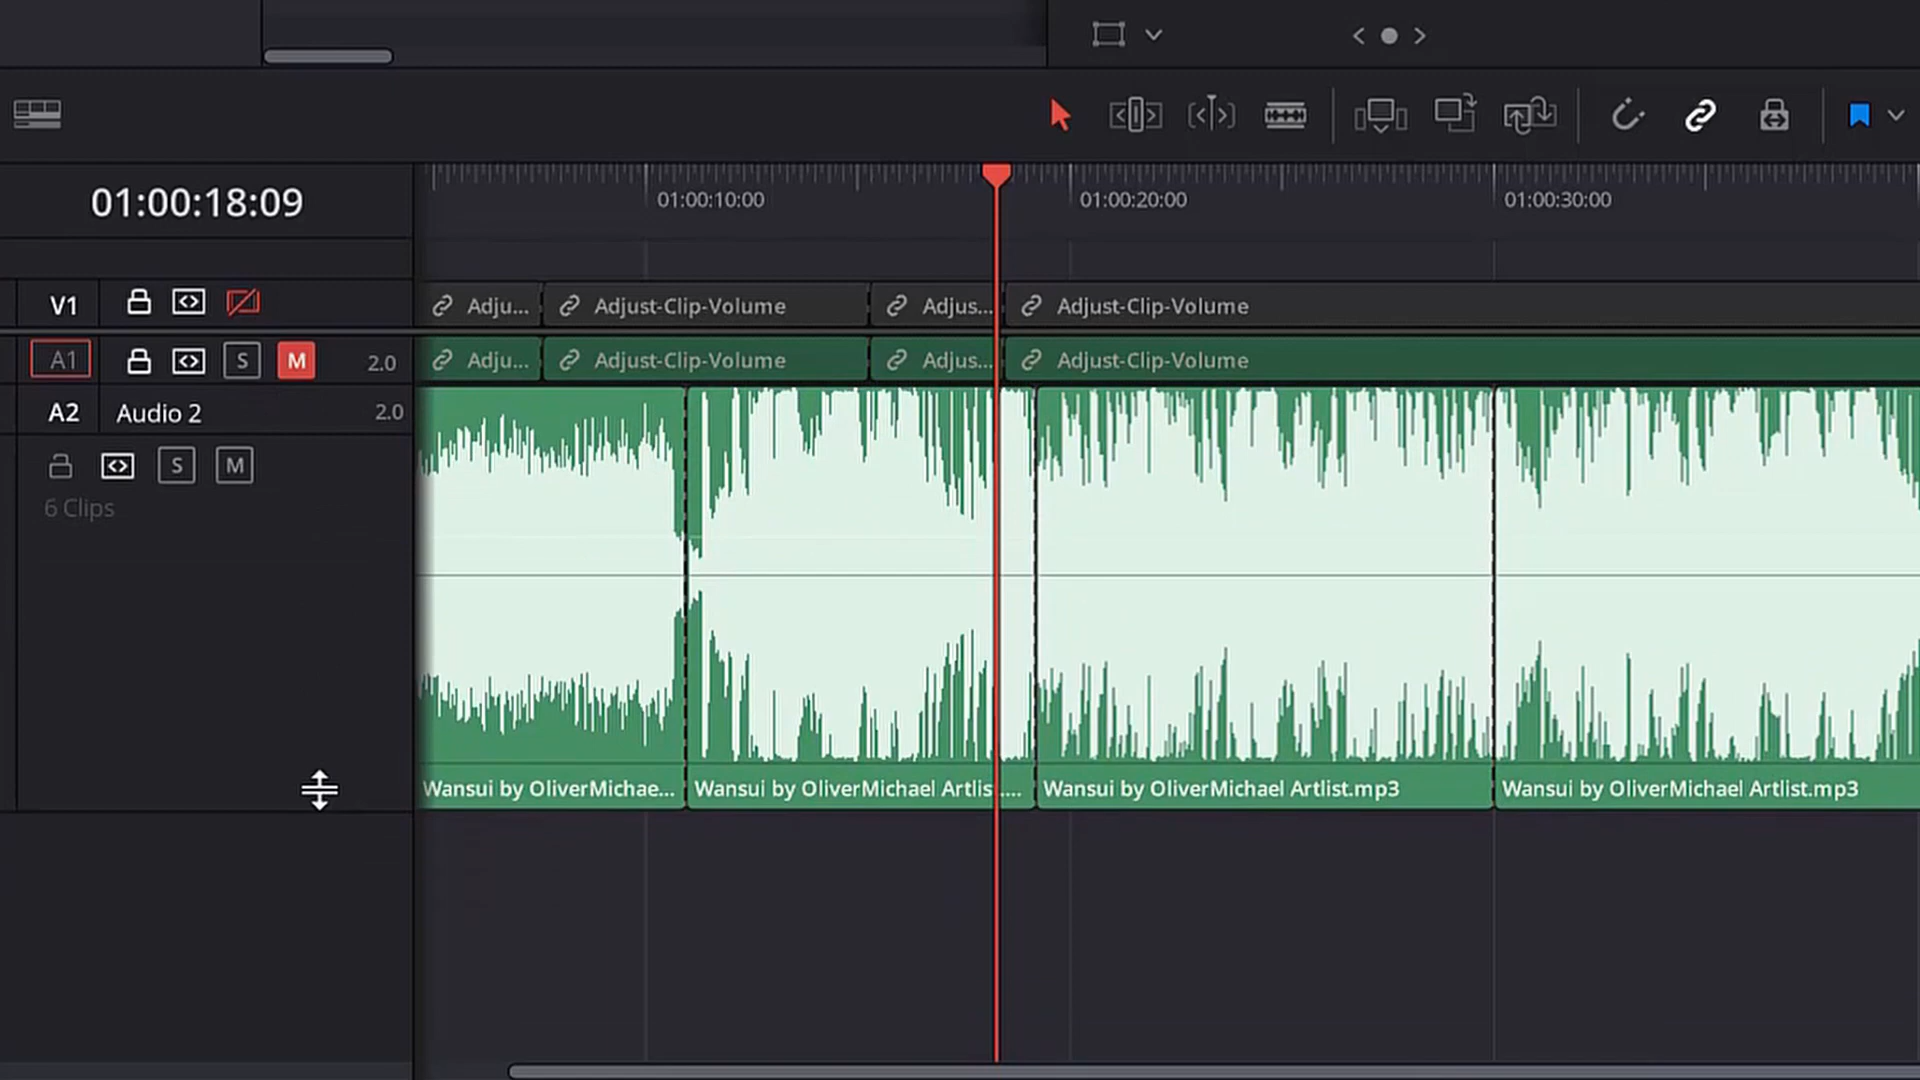 01:00:18:09
01:00:10:00
01:00:20:00
01:00:30:00
V1
Adju...
Adjust-Clip-Volume
Adjus...
Adjust-Clip-Volume
A1
S
M
2.0
Adju...
Adjust-Clip-Volume
Adjus...
Adjust-Clip-Volume
A2
Audio 2
2.0
S
M
6 Clips
Wansui by OliverMichae...
Wansui by OliverMichael Artlis....
Wansui by OliverMichael Artlist.mp3
Wansui by OliverMichael Artlist.mp3